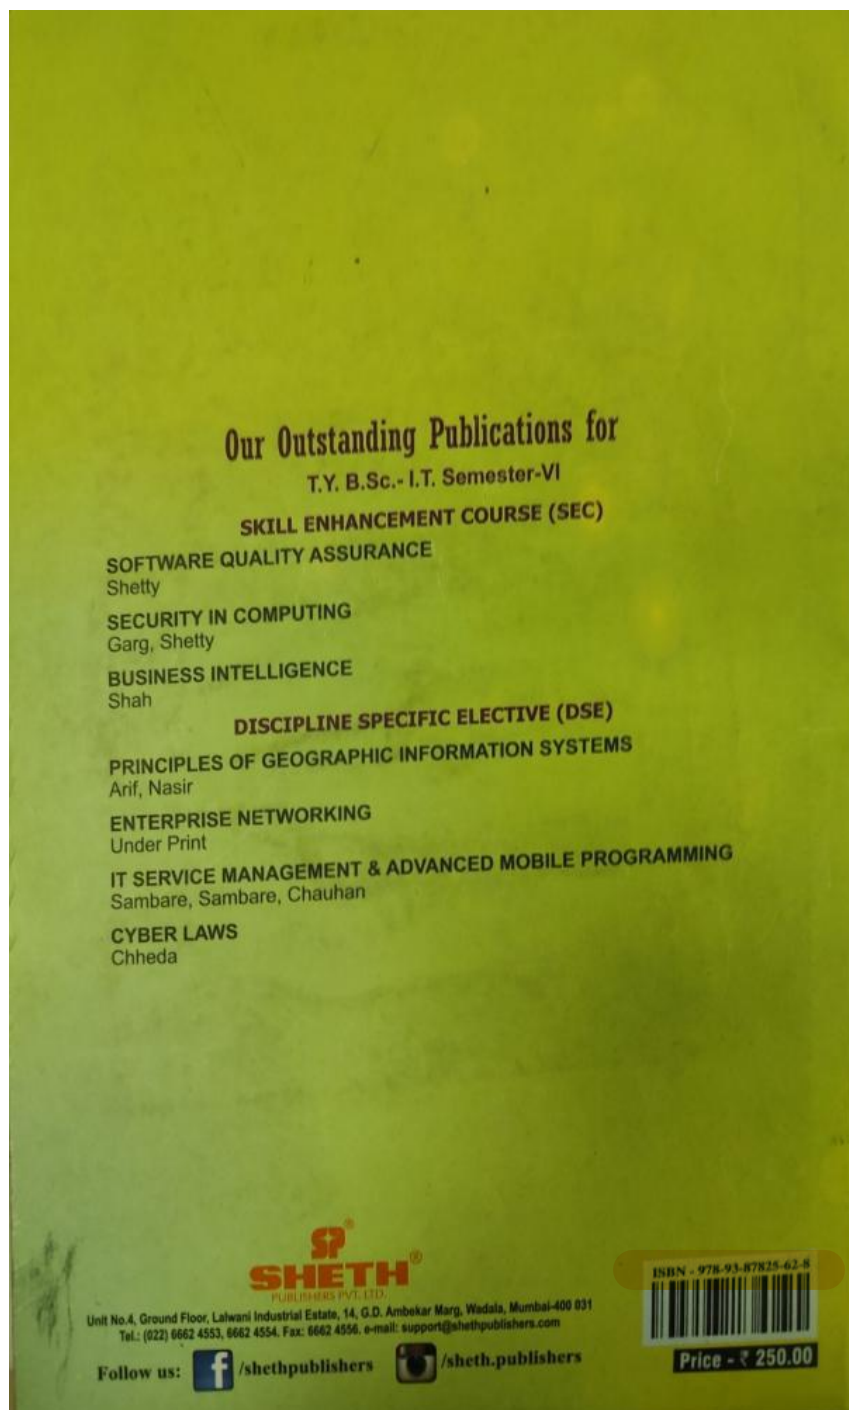 Our Outstanding Publications for
T.Y. B.Sc.- I.T. Semester-VI
SKILL ENHANCEMENT COURSE (SEC)
SOFTWARE QUALITY ASSURANCE
Shetty
SECURITY IN COMPUTING
Garg, Shetty
BUSINESS INTELLIGENCE
Shah
DISCIPLINE SPECIFIC ELECTIVE (DSE)
PRINCIPLES OF GEOGRAPHIC INFORMATION SYSTEMS
Arif, Nasir
ENTERPRISE NETWORKING
Under Print
IT SERVICE MANAGEMENT & ADVANCED MOBILE PROGRAMMING
Sambare, Sambare, Chauhan
CYBER LAWS
Chheda
SP®
SHETH®
PUBLISHERS PVT. LTD.
Unit No.4, Ground Floor, Lalwani Industrial Estate, 14, G.D. Ambekar Marg, Wadala, Mumbai-400 031
Tel.: (022) 6662 4553, 6662 4554. Fax: 6662 4556. e-mail: support@shethpublishers.com
Follow us: f /shethpublishers /sheth.publishers
ISBN - 978-93-87825-62-8
Price - ₹ 250.00